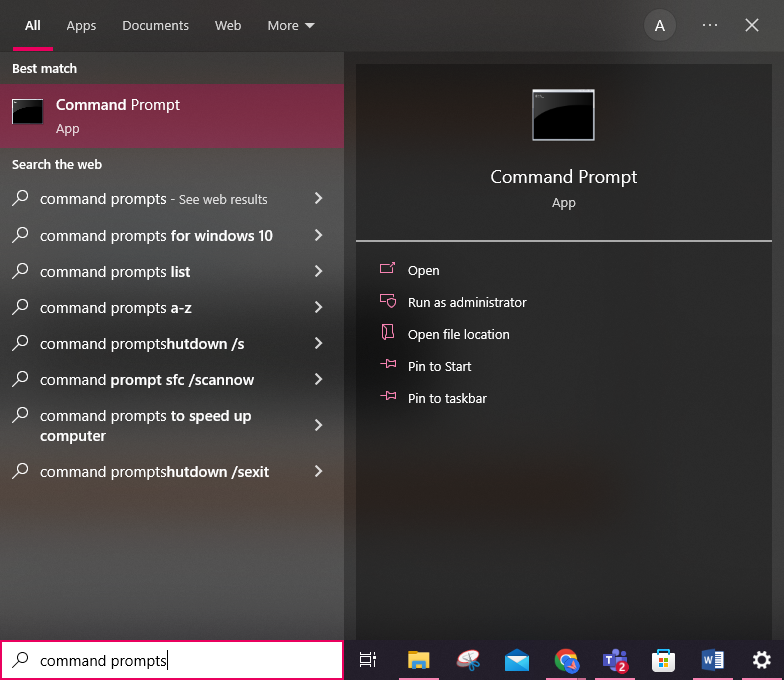 All Apps Documents Web More A
Best match
Command Prompt
App
Search the web
command prompts - See web results
command prompts for windows 10
command prompts list
command prompts a-z
command promptshutdown /s
command prompt sfc /scannow
command prompts to speed up
computer
command promptshutdown /sexit
Command Prompt
App
Open
Run as administrator
Open file location
Pin to Start
Pin to taskbar
command prompts
2